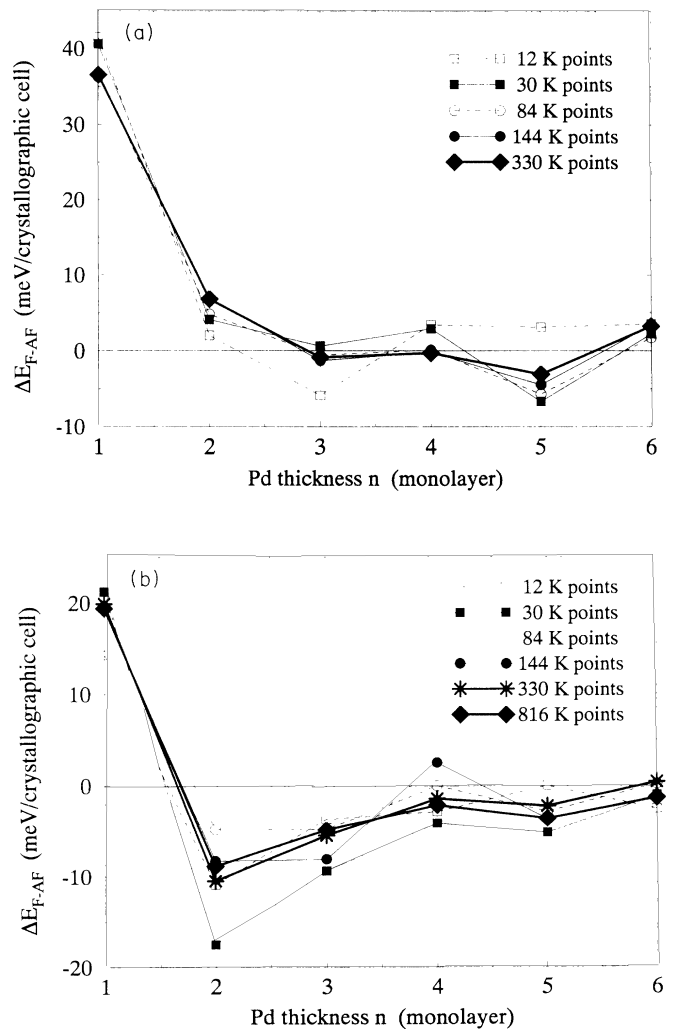 (a)
12 K points
30 K points
84 K points
144 K points
330 K points
40
30
20
10
0
-10
1 2 3 4 5 6
ΔE_F-AF (meV/crystallographic cell)
Pd thickness n (monolayer)
(b)
12 K points
30 K points
84 K points
144 K points
330 K points
816 K points
20
10
0
-10
-20
1 2 3 4 5 6
ΔE_F-AF (meV/crystallographic cell)
Pd thickness n (monolayer)